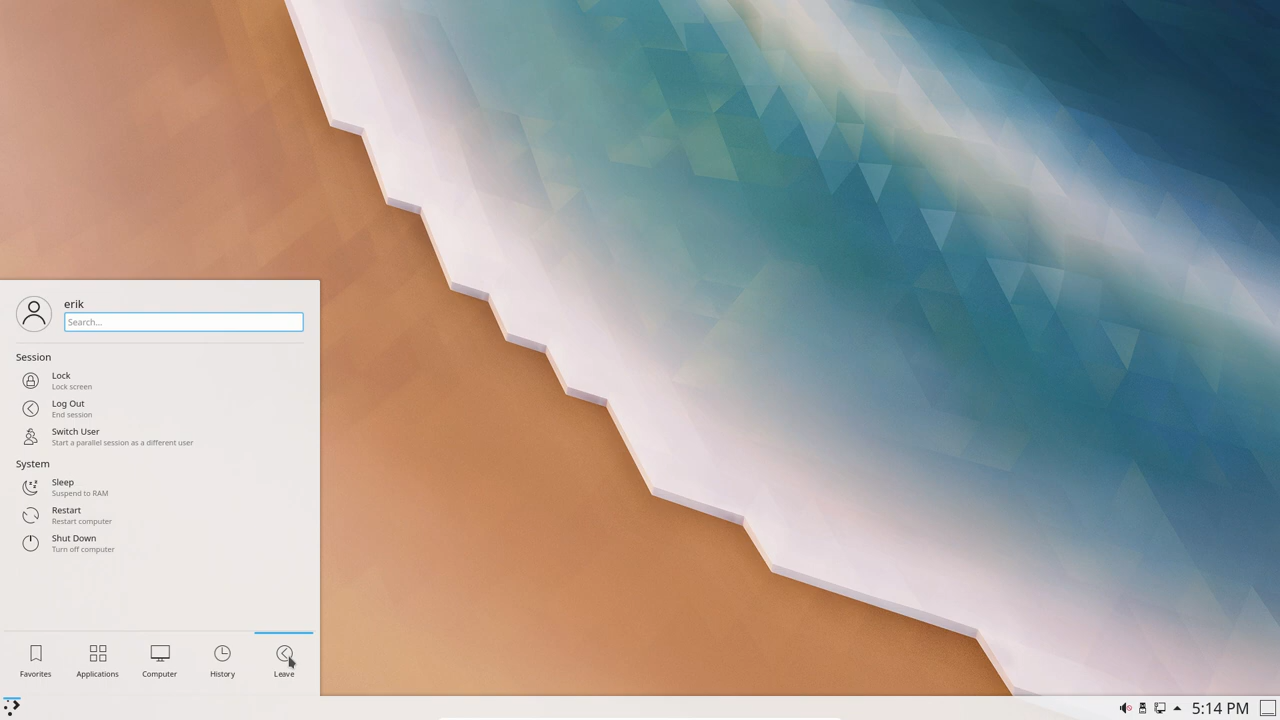 erik
Search...
Session
Lock
Lock screen
Log Out
End session
Switch User
Start a parallel session as a different user
System
Sleep
Suspend to RAM
Restart
Restart computer
Shut Down
Turn off computer
Favorites
Applications
Computer
History
Leave
5:14 PM